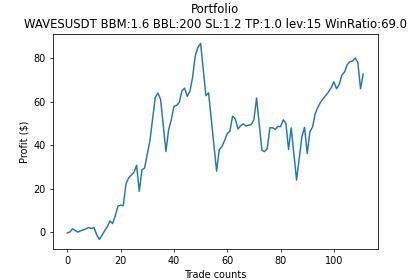 Portfolio
WAVESUSDT BBM:1.6 BBL:200 SL:1.2 TP:1.0 lev:15 WinRatio:69.0
80
60
40
20
0
Profit ($)
0 20 40 60 80 100
Trade counts